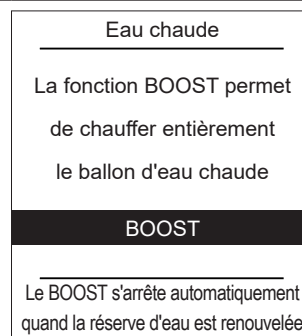 Eau chaude
La fonction BOOST permet
de chauffer entièrement
le ballon d'eau chaude
BOOST
Le BOOST s'arrête automatiquement
quand la réserve d'eau est renouvelée